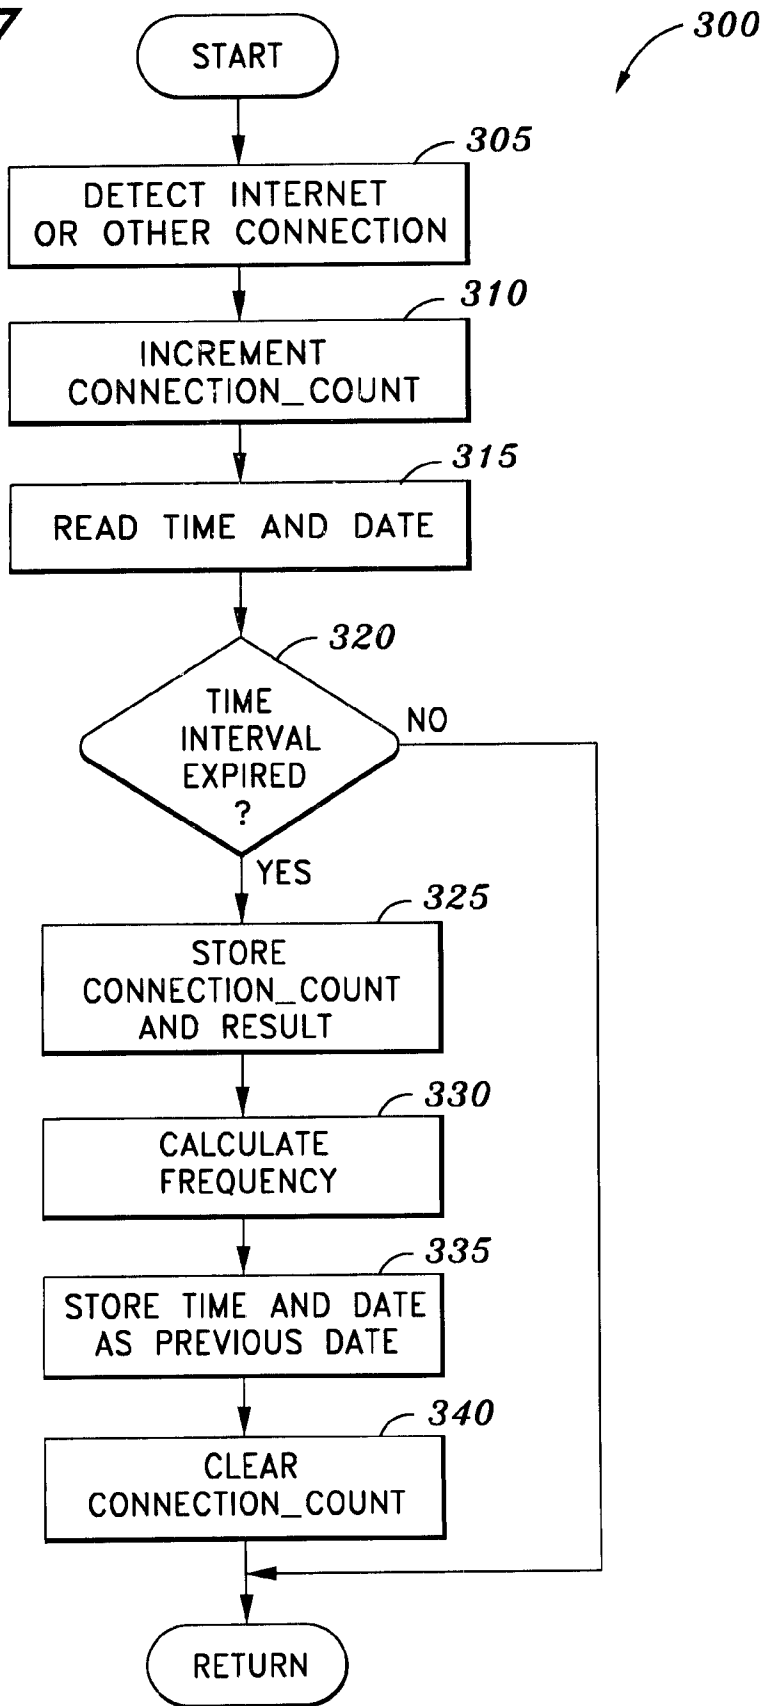 7
300
START
305
DETECT INTERNET
OR OTHER CONNECTION
310
INCREMENT
CONNECTION_COUNT
315
READ TIME AND DATE
320
TIME
INTERVAL
EXPIRED
?
NO
YES
325
STORE
CONNECTION_COUNT
AND RESULT
330
CALCULATE
FREQUENCY
335
STORE TIME AND DATE
AS PREVIOUS DATE
340
CLEAR
CONNECTION_COUNT
RETURN